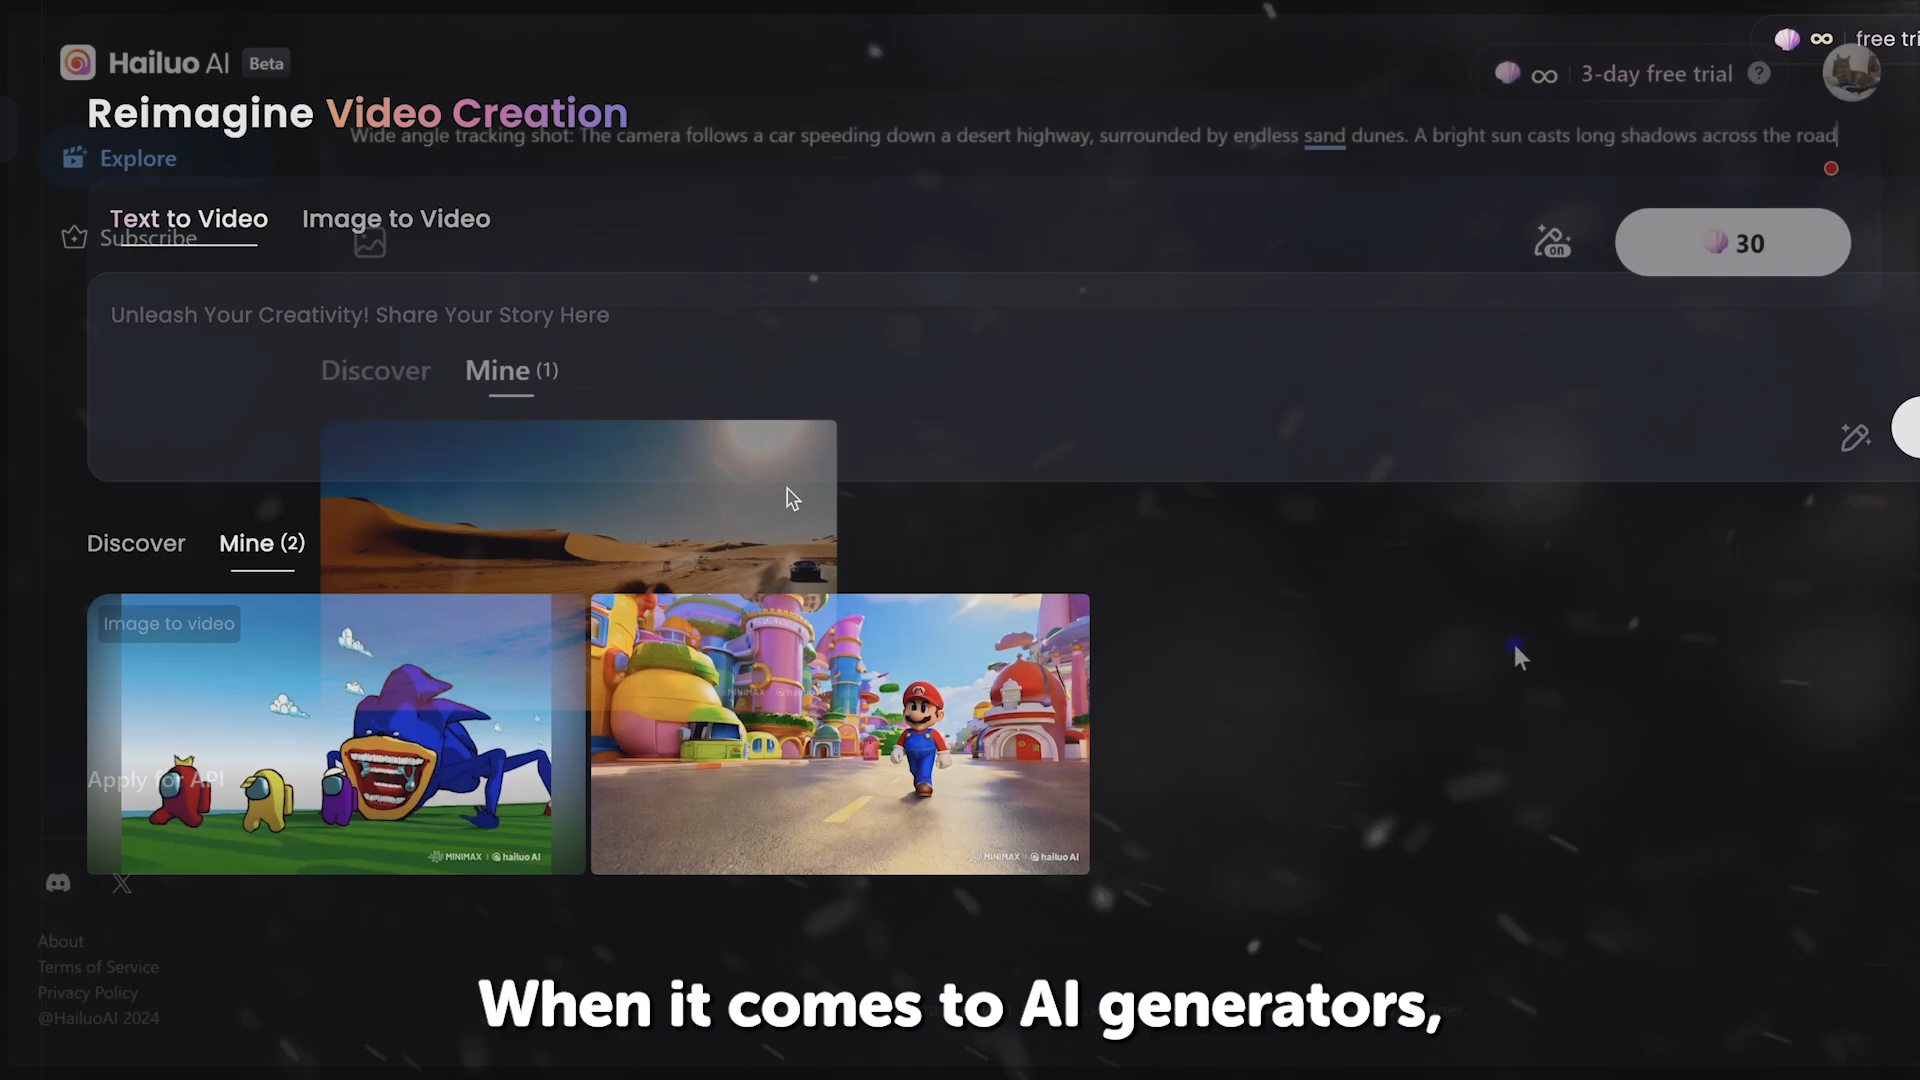 free tri
Hailuo AI Beta
3-day free trial ?
Reimagine Video Creation
Wide angle tracking shot: The camera follows a car speeding down a desert highway, surrounded by endless sand dunes. A bright sun casts long shadows across the road
Explore
Text to Video Image to Video
Subscribe
on
30
Unleash Your Creativity! Share Your Story Here
Discover Mine (1)
Discover Mine (2)
Image to video
MINIMAX | hailuo AI
Apply for API
MINIMAX | hailuo AI
MINIMAX | hailuo AI
About
Terms of Service
Privacy Policy
@HailuoAI 2024
When it comes to AI generators,